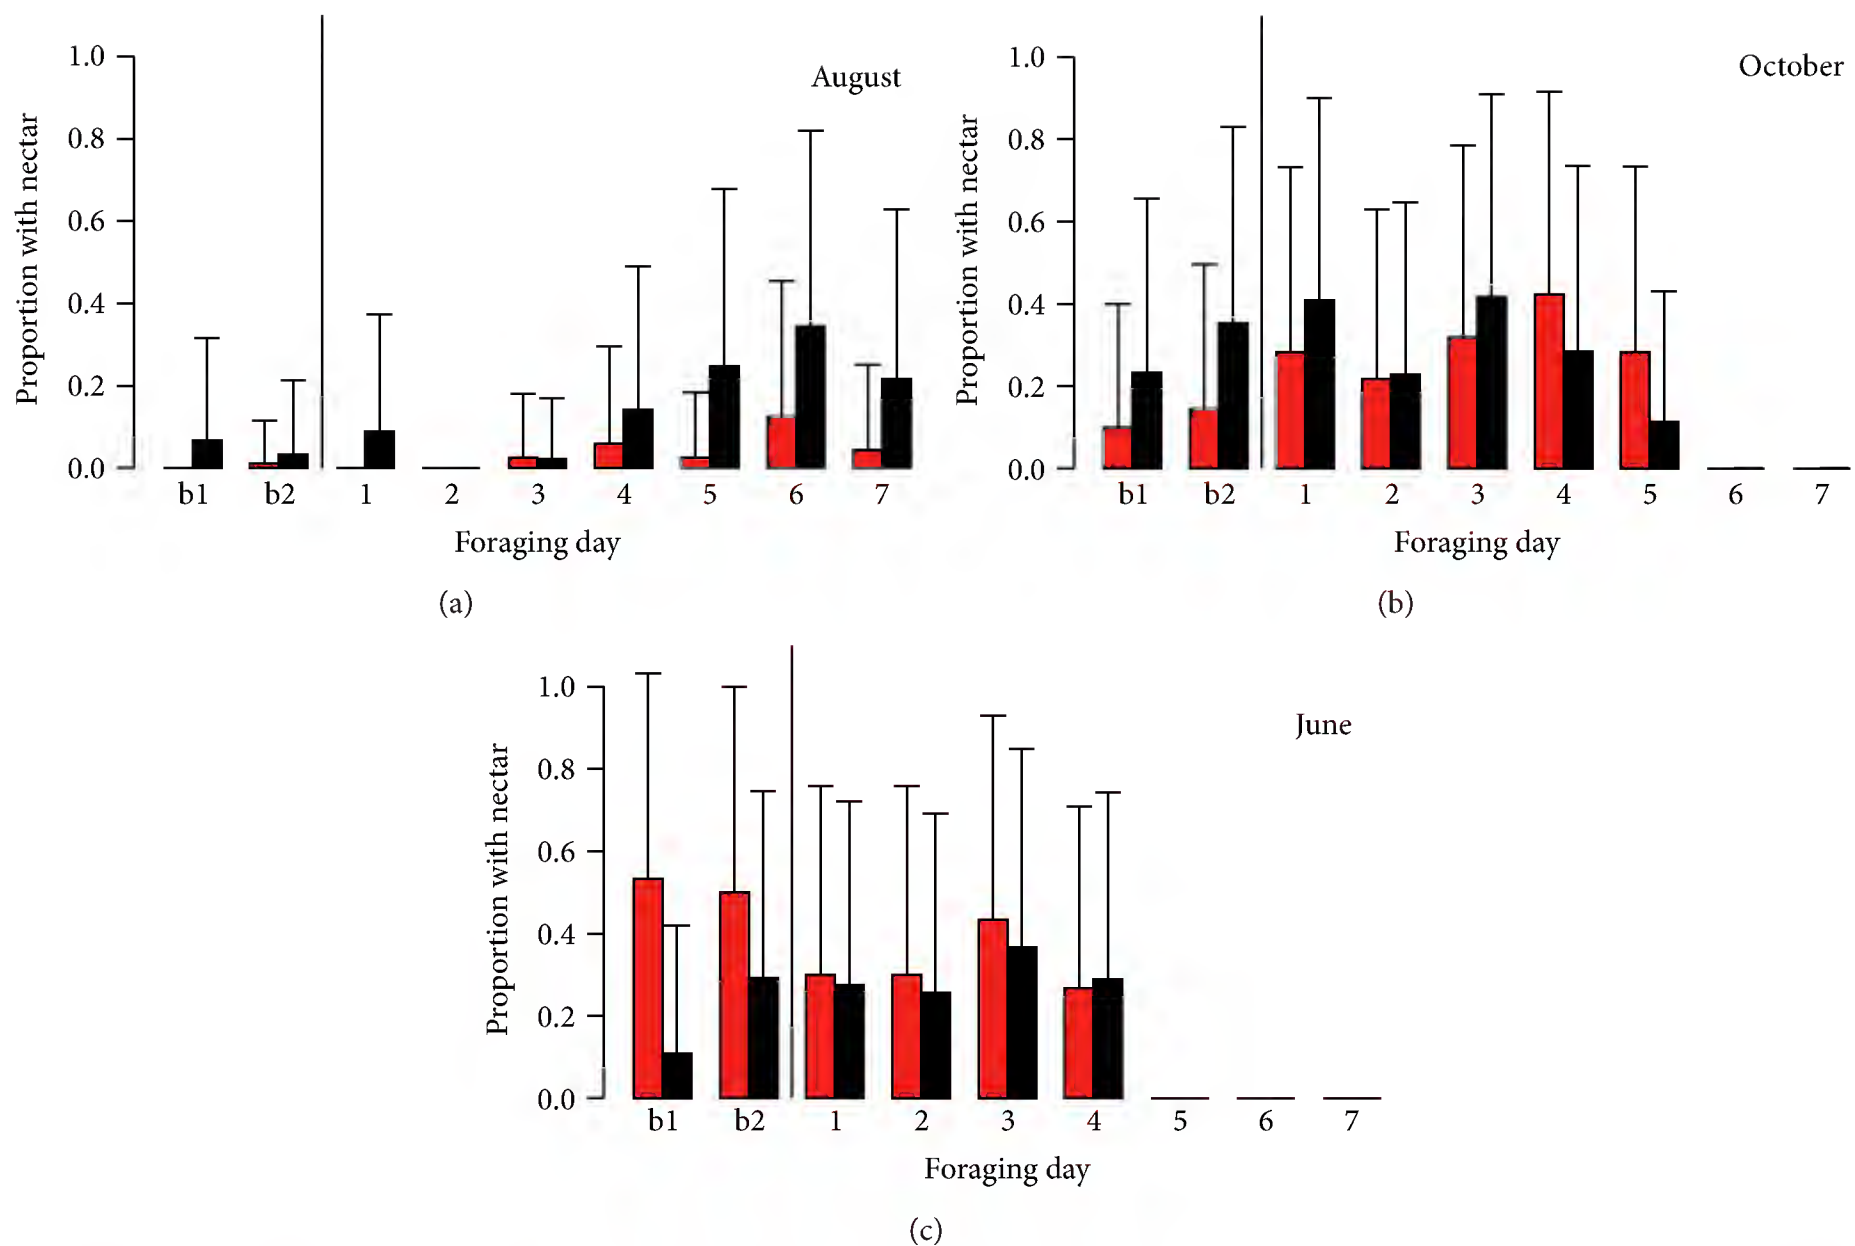 August
Proportion with nectar
1.0
0.8
0.6
0.4
0.2
0.0
b1 b2 1 2 3 4 5 6 7
Foraging day
(a)
October
Proportion with nectar
1.0
0.8
0.6
0.4
0.2
0.0
b1 b2 1 2 3 4 5 6 7
Foraging day
(b)
June
Proportion with nectar
1.0
0.8
0.6
0.4
0.2
0.0
b1 b2 1 2 3 4 5 6 7
Foraging day
(c)